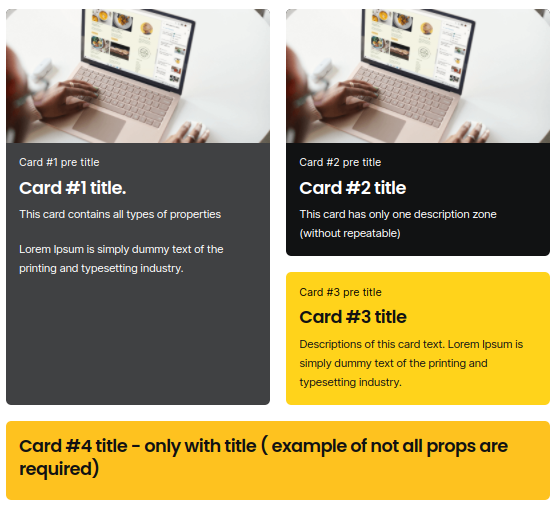 Card #1 pre title
Card #1 title.
This card contains all types of properties
Lorem Ipsum is simply dummy text of the
printing and typesetting industry.
Card #2 pre title
Card #2 title
This card has only one description zone
(without repeatable)
Card #3 pre title
Card #3 title
Descriptions of this card text. Lorem Ipsum is
simply dummy text of the printing and
typesetting industry.
Card #4 title - only with title ( example of not all props are
required)